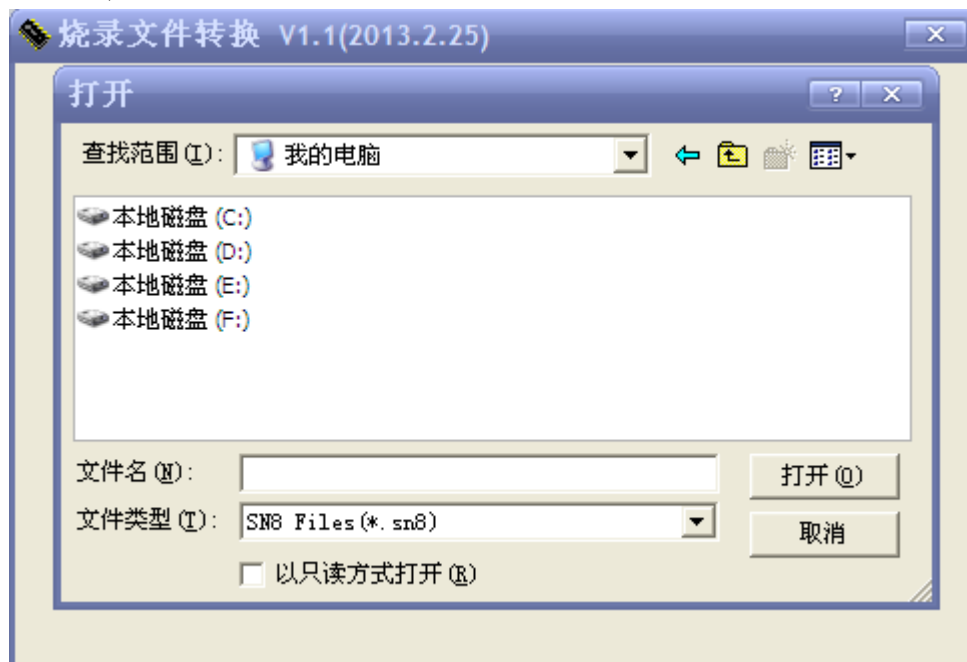 烧录文件转换 V1.1(2013.2.25)
打开
查找范围(I): 我的电脑
本地磁盘 (C:)
本地磁盘 (D:)
本地磁盘 (E:)
本地磁盘 (F:)
文件名(N): 打开(O)
文件类型(T): SN8 Files(*.sn8) 取消
以只读方式打开(R)